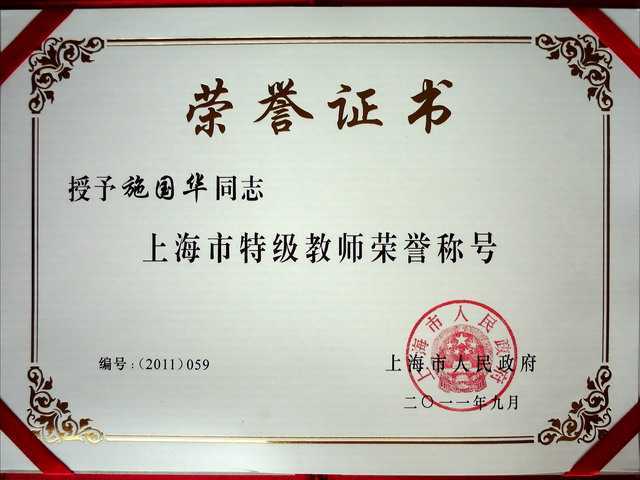 荣誉证书
授予施国华同志
上海市特级教师荣誉称号
编号:(2011)059
上海市人民政府
二〇一一年九月
上海市人民政府